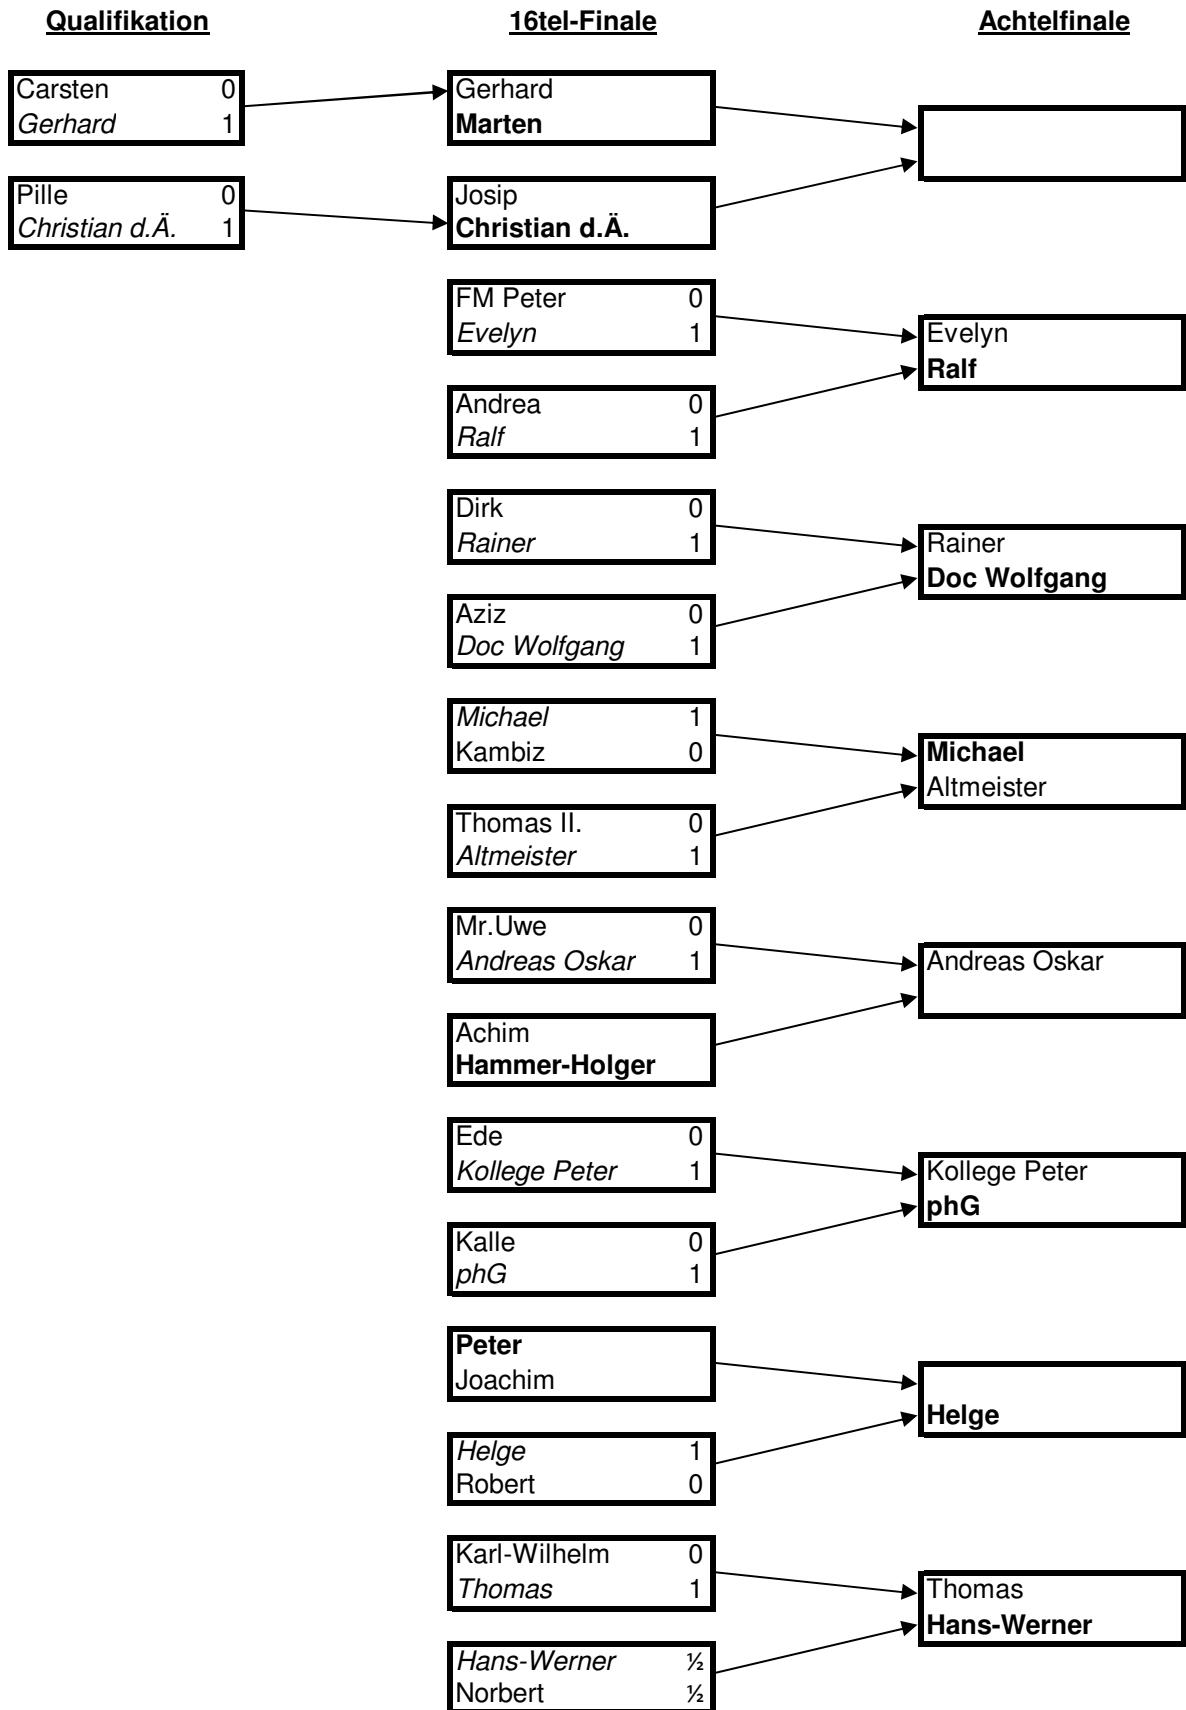 Qualifikation 16tel-Finale Achtelfinale
Carsten 0
Gerhard 1
Pille 0
Christian d.Ä. 1
Gerhard
Marten
Josip
Christian d.Ä.
FM Peter 0
Evelyn 1
Andrea 0
Ralf 1
Dirk 0
Rainer 1
Aziz 0
Doc Wolfgang 1
Michael 1
Kambiz 0
Thomas II. 0
Altmeister 1
Mr.Uwe 0
Andreas Oskar 1
Achim
Hammer-Holger
Ede 0
Kollege Peter 1
Kalle 0
phG 1
Peter
Joachim
Helge 1
Robert 0
Karl-Wilhelm 0
Thomas 1
Hans-Werner ½
Norbert ½
Evelyn
Ralf
Rainer
Doc Wolfgang
Michael
Altmeister
Andreas Oskar
Kollege Peter
phG
Helge
Thomas
Hans-Werner